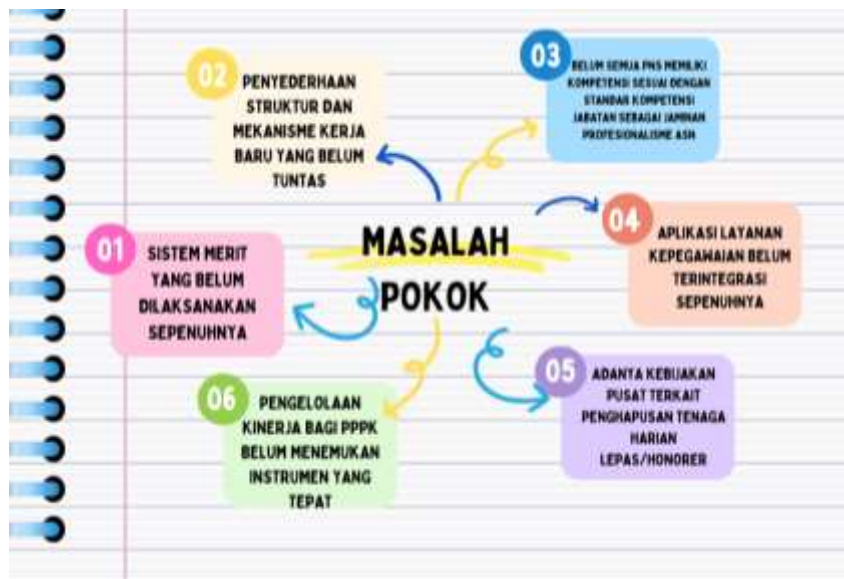 MASALAH
POKOK
01
SISTEM MERIT
YANG BELUM
DILAKSANAKAN
SEPENUHNYA
02
PENYEDERHAAN
STRUKTUR DAN
MEKANISME KERJA
BARU YANG BELUM
TUNTAS
03
BELUM SEMUA PNS MEMILIKI
KOMPETENSI SESUAI DENGAN
STANDAR KOMPETENSI
JABATAN SEBAGAI JAMINAN
PROFESIONALISME ASN
04
APLIKASI LAYANAN
KEPEGAWAIAN BELUM
TERINTEGRASI
SEPENUHNYA
05
ADANYA KEBIJAKAN
PUSAT TERKAIT
PENGHAPUSAN TENAGA
HARIAN
LEPAS/HONORER
06
PENGELOLAAN
KINERJA BAGI PPPK
BELUM MENEMUKAN
INSTRUMEN YANG
TEPAT